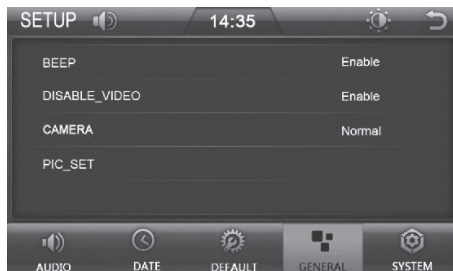 SETUP 14:35
BEEP Enable
DISABLE_VIDEO Enable
CAMERA Normal
PIC_SET
AUDIO DATE DEFAULT GENERAL SYSTEM